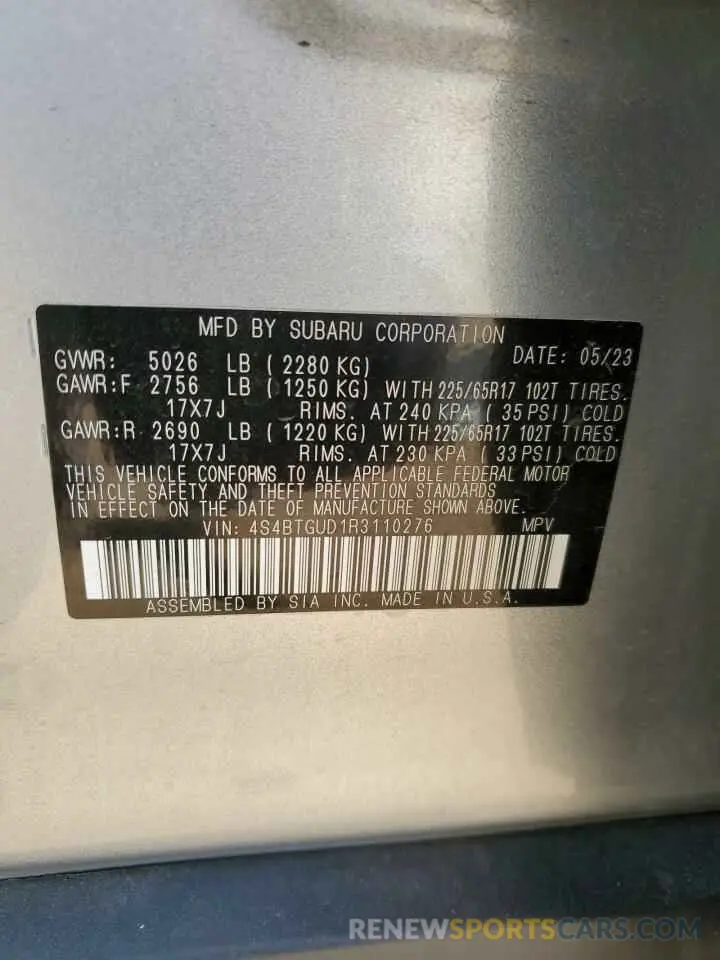 MFD BY SUBARU CORPORATION
GVWR: 5026 LB ( 2280 KG) DATE: 05/23
GAWR:F 2756 LB ( 1250 KG) WITH 225/65R17 102T TIRES.
17X7J RIMS. AT 240 KPA ( 35 PSI) COLD
GAWR:R 2690 LB ( 1220 KG) WITH 225/65R17 102T TIRES.
17X7J RIMS. AT 230 KPA ( 33 PSI) COLD
THIS VEHICLE CONFORMS TO ALL APPLICABLE FEDERAL MOTOR
VEHICLE SAFETY AND THEFT PREVENTION STANDARDS
IN EFFECT ON THE DATE OF MANUFACTURE SHOWN ABOVE.
VIN: 4S4BTGUD1R3110276 MPV
ASSEMBLED BY SIA INC. MADE IN U.S.A.
RENEWSPORTSCARS.COM